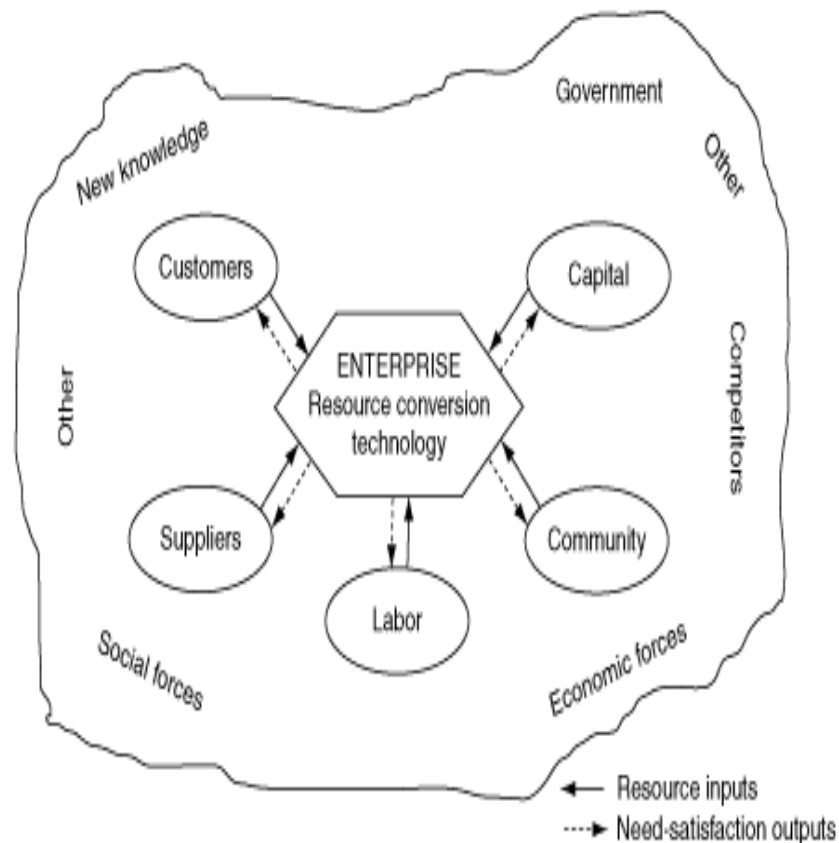 Government
New knowledge
Other
Customers
Capital
ENTERPRISE
Resource conversion
technology
Other
Competitors
Suppliers
Community
Labor
Social forces
Economic forces
Resource inputs
Need-satisfaction outputs